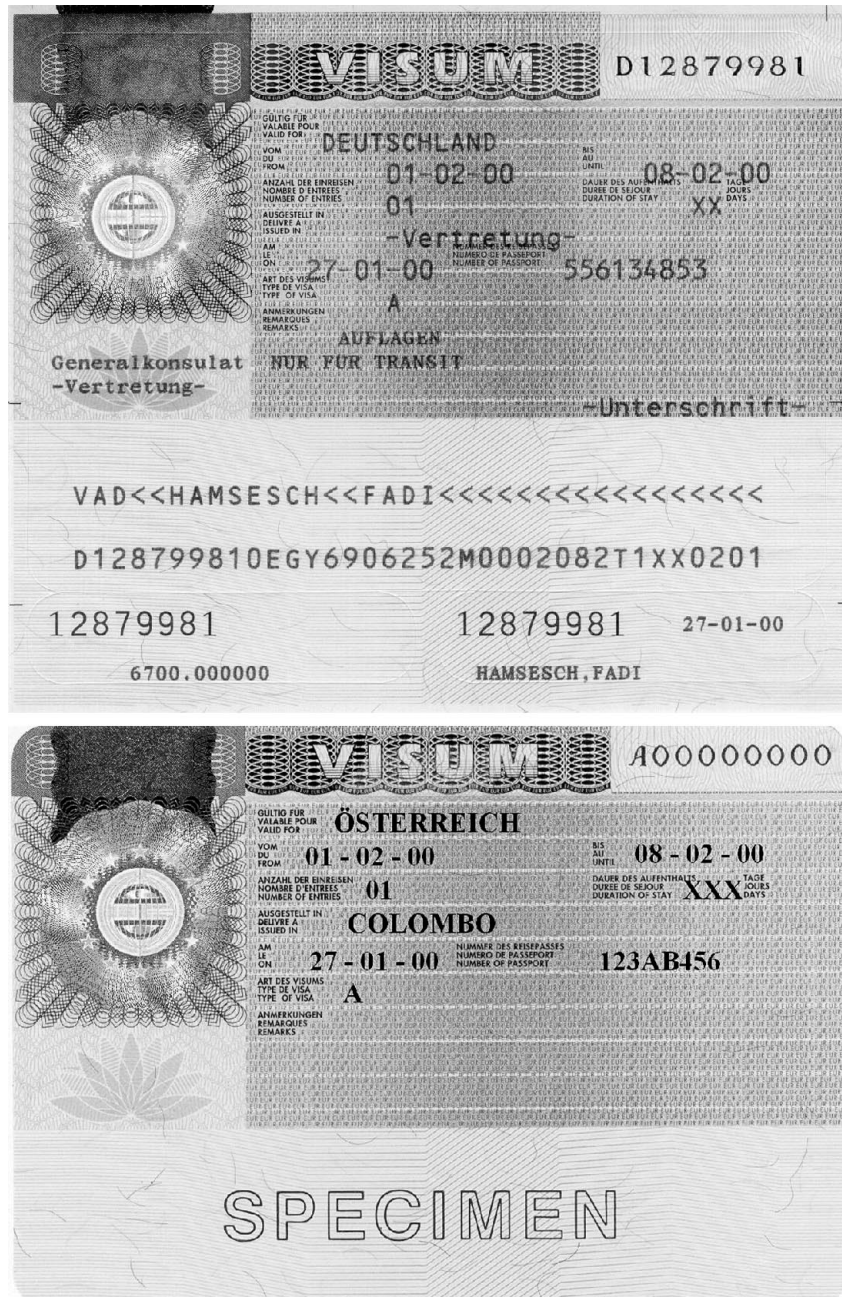 VISUM D12879981
GÜLTIG FÜR
VALABLE POUR
VALID FOR DEUTSCHLAND
VOM
DU
FROM 01-02-00
BIS
AU
UNTIL 08-02-00
ANZAHL DER EINREISEN
NOMBRE D'ENTREES
NUMBER OF ENTRIES 01
DAUER DES AUFENTHALTS
DUREE DE SEJOUR
DURATION OF STAY XX
TAGE
JOURS
DAYS
AUSGESTELLT IN
DELIVRE A
ISSUED IN -Vertretung-
AM
LE
ON 27-01-00
NUMMER DES REISEPASSES
NUMERO DE PASSEPORT
NUMBER OF PASSPORT 556134853
ART DES VISUMS
TYPE DE VISA
TYPE OF VISA A
ANMERKUNGEN
REMARQUES
REMARKS
AUFLAGEN
Generalkonsulat NUR FUR TRANSIT
-Vertretung-
-Unterschrift-
VAD<<HAMSESCH<<FADI<<<<<<<<<<<<<<<<<
D128799810EGY6906252M0002082T1XX0201
12879981 12879981 27-01-00
6700.000000 HAMSESCH,FADI
VISUM A00000000
GÜLTIG FÜR
VALABLE POUR
VALID FOR ÖSTERREICH
VOM
DU
FROM 01 - 02 - 00
BIS
AU
UNTIL 08 - 02 - 00
ANZAHL DER EINREISEN
NOMBRE D'ENTREES
NUMBER OF ENTRIES 01
DAUER DES AUFENTHALTS
DUREE DE SEJOUR
DURATION OF STAY XXX
TAGE
JOURS
DAYS
AUSGESTELLT IN
DELIVRE A
ISSUED IN COLOMBO
AM
LE
ON 27 - 01 - 00
NUMMER DES REISEPASSES
NUMERO DE PASSEPORT
NUMBER OF PASSPORT 123AB456
ART DES VISUMS
TYPE DE VISA
TYPE OF VISA A
ANMERKUNGEN
REMARQUES
REMARKS
SPECIMEN